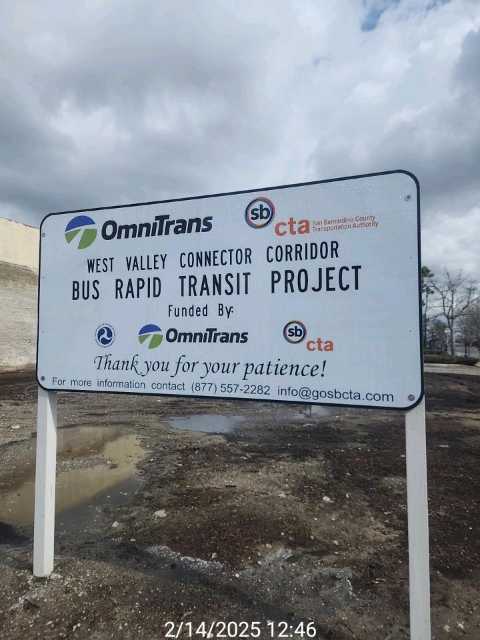 OmniTrans sb cta San Bernardino County
Transportation Authority
WEST VALLEY CONNECTOR CORRIDOR
BUS RAPID TRANSIT PROJECT
Funded By:
OmniTrans sb cta
Thank you for your patience!
For more information contact (877) 557-2282 info@gosbcta.com
2/14/2025 12:46